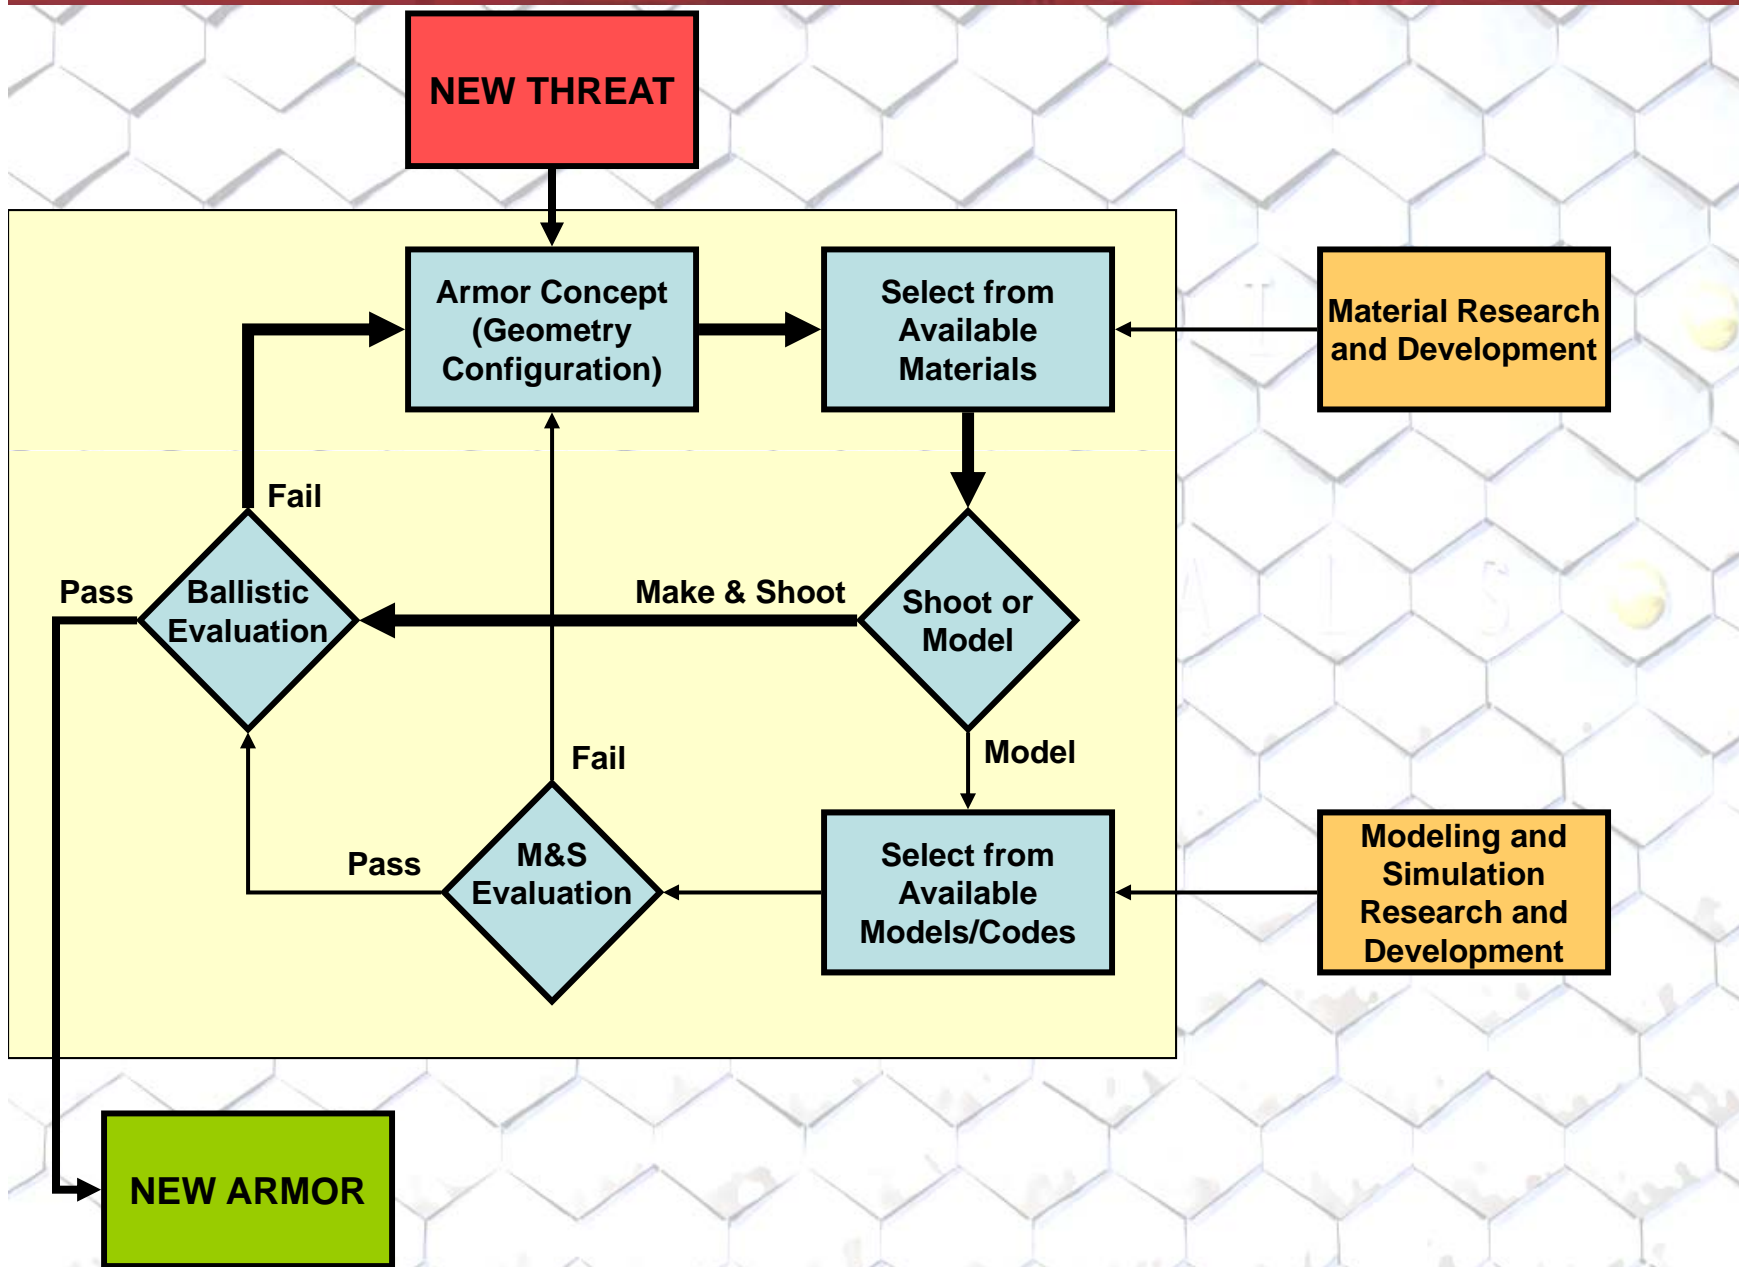 NEW THREAT
Armor Concept
(Geometry
Configuration)
Select from
Available
Materials
Material Research
and Development
Fail
Pass
Ballistic
Evaluation
Make & Shoot
Shoot or
Model
Model
Fail
Pass
M&S
Evaluation
Select from
Available
Models/Codes
Modeling and
Simulation
Research and
Development
NEW ARMOR